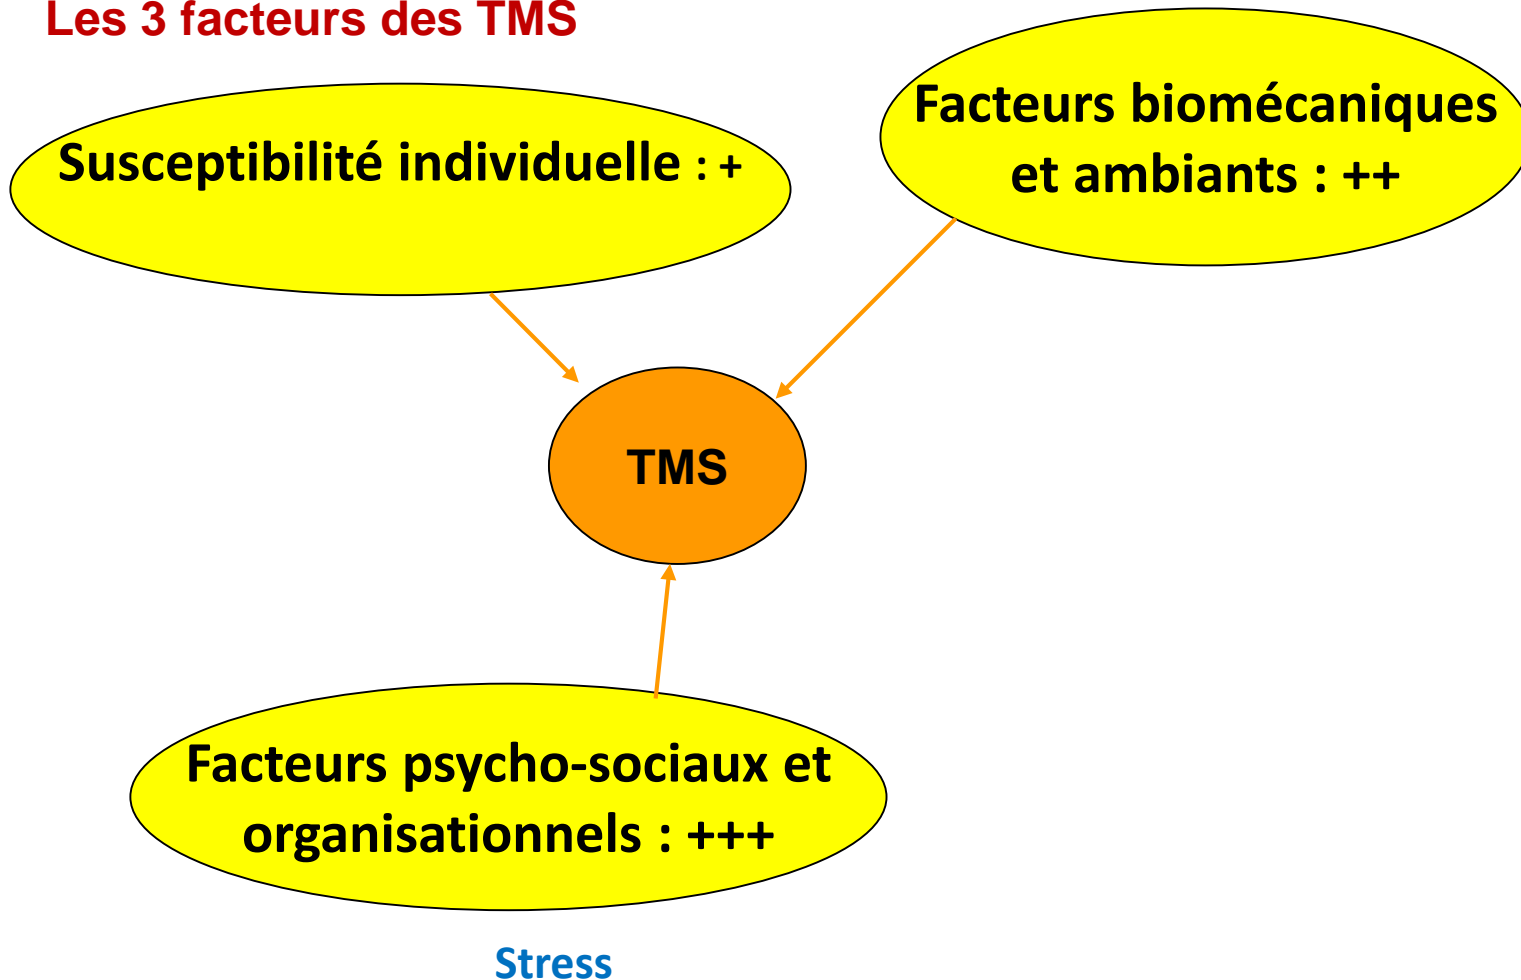 Les 3 facteurs des TMS
Susceptibilité individuelle : +
Facteurs biomécaniques
et ambiants : ++
TMS
Facteurs psycho-sociaux et
organisationnels : +++
Stress